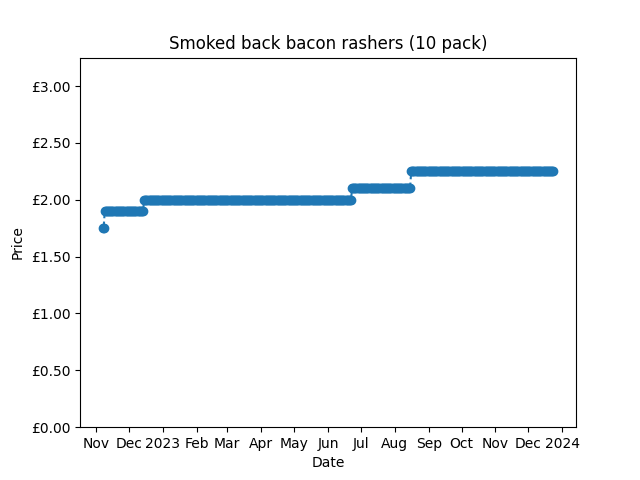 Smoked back bacon rashers (10 pack)
£3.00
£2.50
£2.00
£1.50
£1.00
£0.50
£0.00
Price
Nov Dec 2023 Feb Mar Apr May Jun Jul Aug Sep Oct Nov Dec 2024
Date